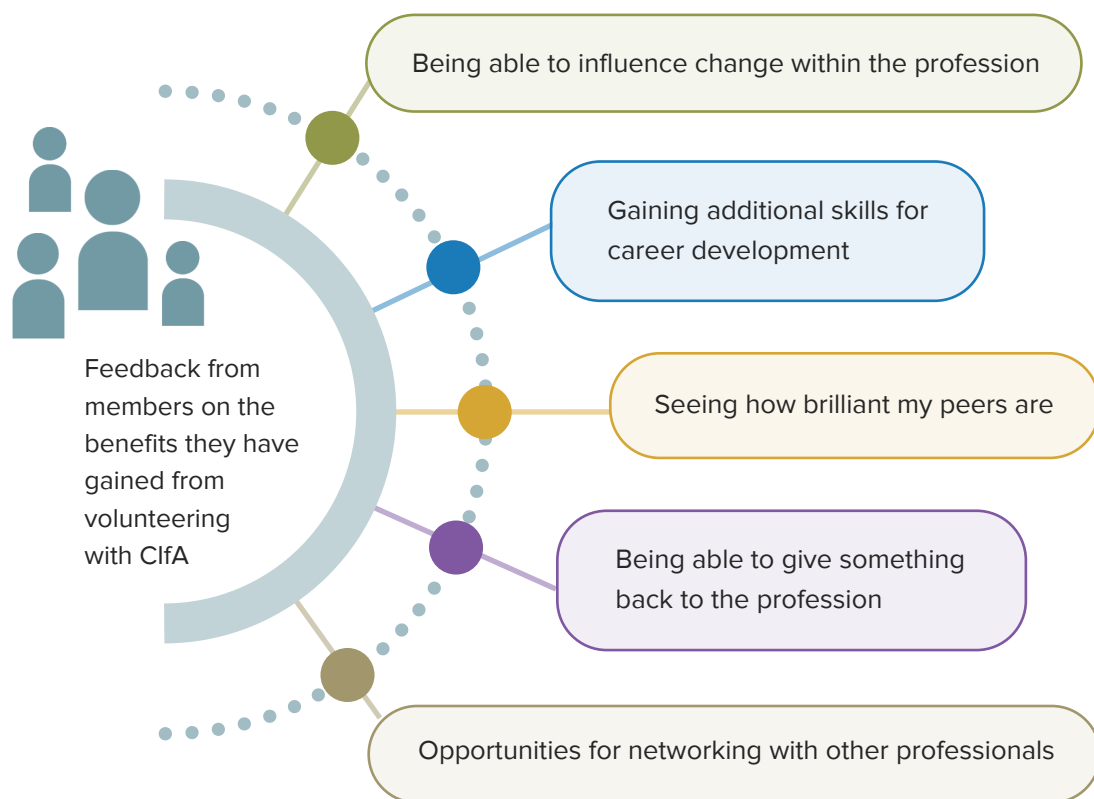 Being able to influence change within the profession
Gaining additional skills for
career development
Seeing how brilliant my peers are
Feedback from
members on the
benefits they have
gained from
volunteering
with CIfA
Being able to give something
back to the profession
Opportunities for networking with other professionals